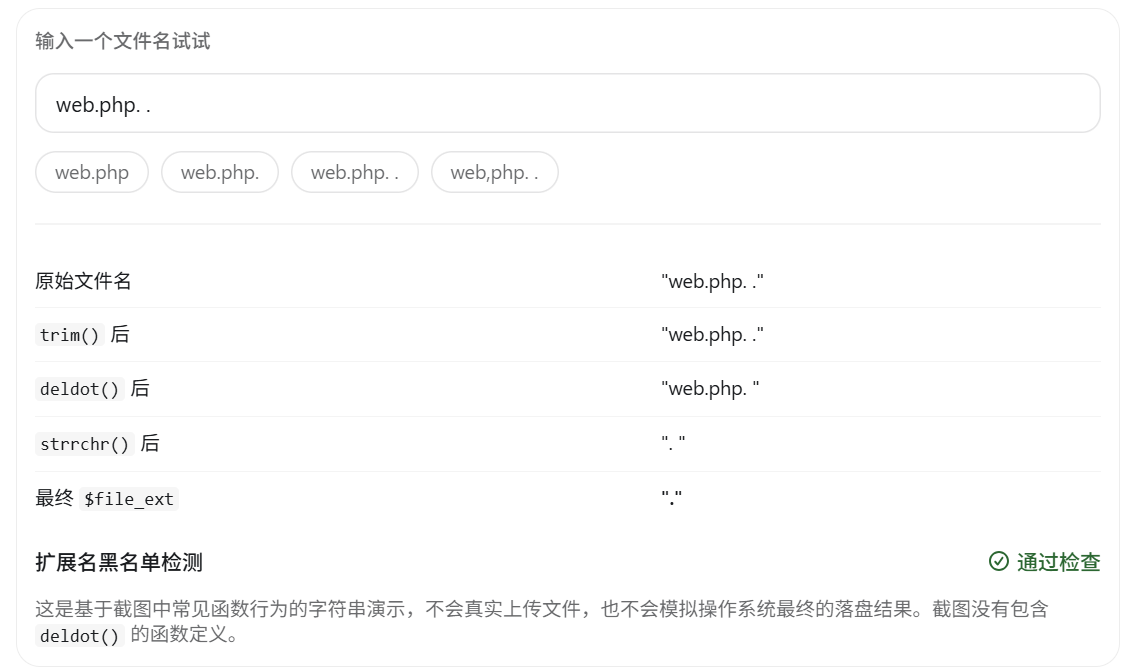 输入一个文件名试试
web.php. .
web.php web.php. web.php. . web,php. .
原始文件名 "web.php. ."
trim() 后 "web.php. ."
deldot() 后 "web.php. "
strrchr() 后 ". "
最终 $file_ext "."
扩展名黑名单检测 通过检查
这是基于截图中常见函数行为的字符串演示，不会真实上传文件，也不会模拟操作系统最终的落盘结果。截图没有包含
deldot() 的函数定义。